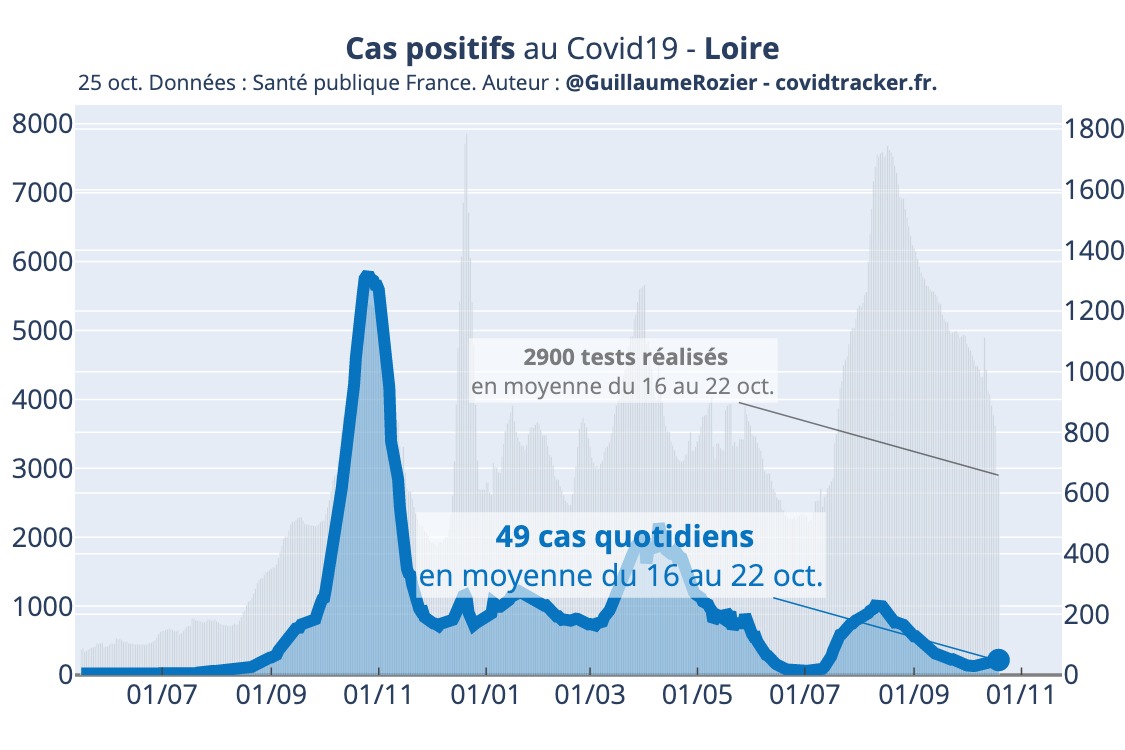 Cas positifs au Covid19 - Loire
25 oct. Données : Santé publique France. Auteur : @GuillaumeRozier - covidtracker.fr.
8000
7000
6000
5000
4000
3000
2000
1000
0
1800
1600
1400
1200
1000
800
600
400
200
0
2900 tests réalisés
en moyenne du 16 au 22 oct.
49 cas quotidiens
en moyenne du 16 au 22 oct.
01/07 01/09 01/11 01/01 01/03 01/05 01/07 01/09 01/11